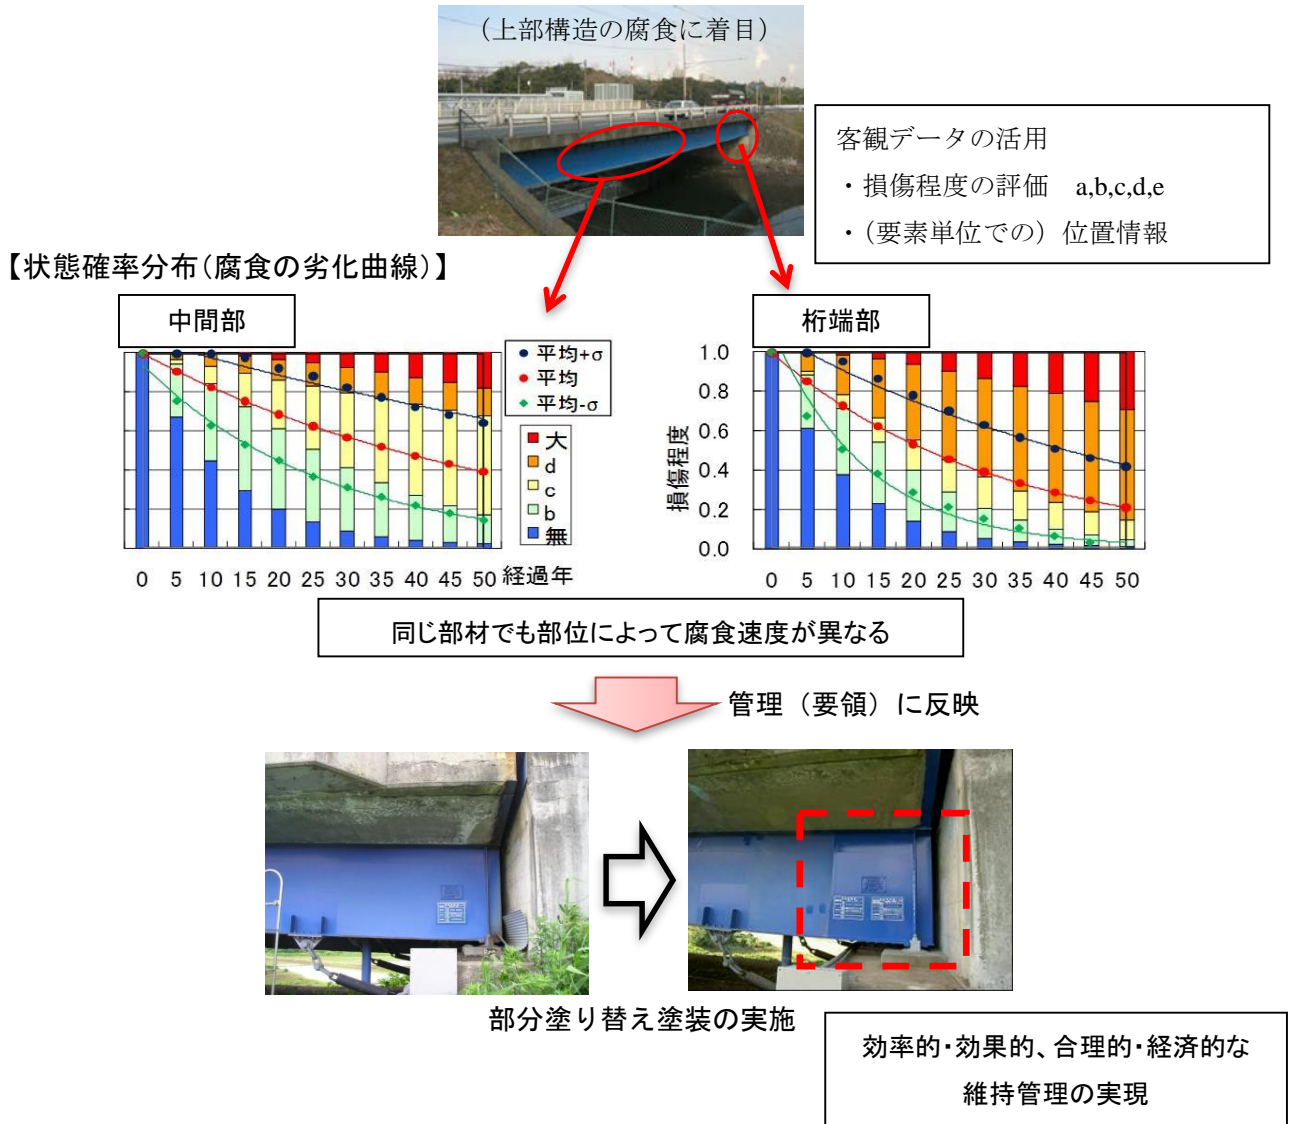 （上部構造の腐食に着目）
客観データの活用
・損傷程度の評価　a,b,c,d,e
・（要素単位での）位置情報
【状態確率分布（腐食の劣化曲線）】
中間部
平均+σ
平均
平均-σ
大
d
c
b
無
0 5 10 15 20 25 30 35 40 45 50 経過年
桁端部
損傷程度
1.0
0.8
0.6
0.4
0.2
0.0
0 5 10 15 20 25 30 35 40 45 50
同じ部材でも部位によって腐食速度が異なる
管理（要領）に反映
部分塗り替え塗装の実施
効率的・効果的、合理的・経済的な
維持管理の実現